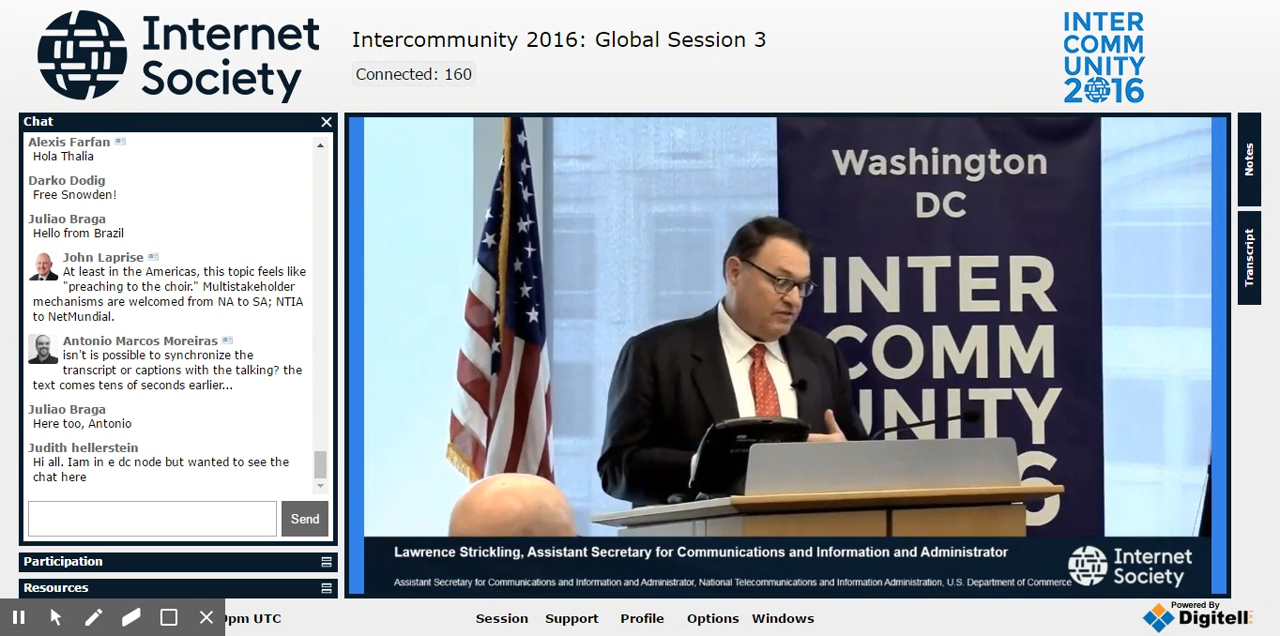 Internet
Society
Intercommunity 2016: Global Session 3
Connected: 160
INTER
COMM
UNITY
2016
Chat
Alexis Farfan
Hola Thalia
Darko Dodig
Free Snowden!
Juliao Braga
Hello from Brazil
John Laprise
At least in the Americas, this topic feels like
"preaching to the choir." Multistakeholder
mechanisms are welcomed from NA to SA; NTIA
to NetMundial.
Antonio Marcos Moreiras
isn't is possible to synchronize the
transcript or captions with the talking? the
text comes tens of seconds earlier...
Juliao Braga
Here too, Antonio
Judith hellerstein
Hi all. Iam in e dc node but wanted to see the
chat here
Send
Participation
Resources
Washington
DC
INTER
COMM
UNITY
6
Lawrence Strickling, Assistant Secretary for Communications and Information and Administrator
Assistant Secretary for Communications and Information and Administrator, National Telecommunications and Information Administration, U.S. Department of Commerce
Internet
Society
Notes
Transcript
0pm UTC
Session
Support
Profile
Options
Windows
Powered By
Digitell